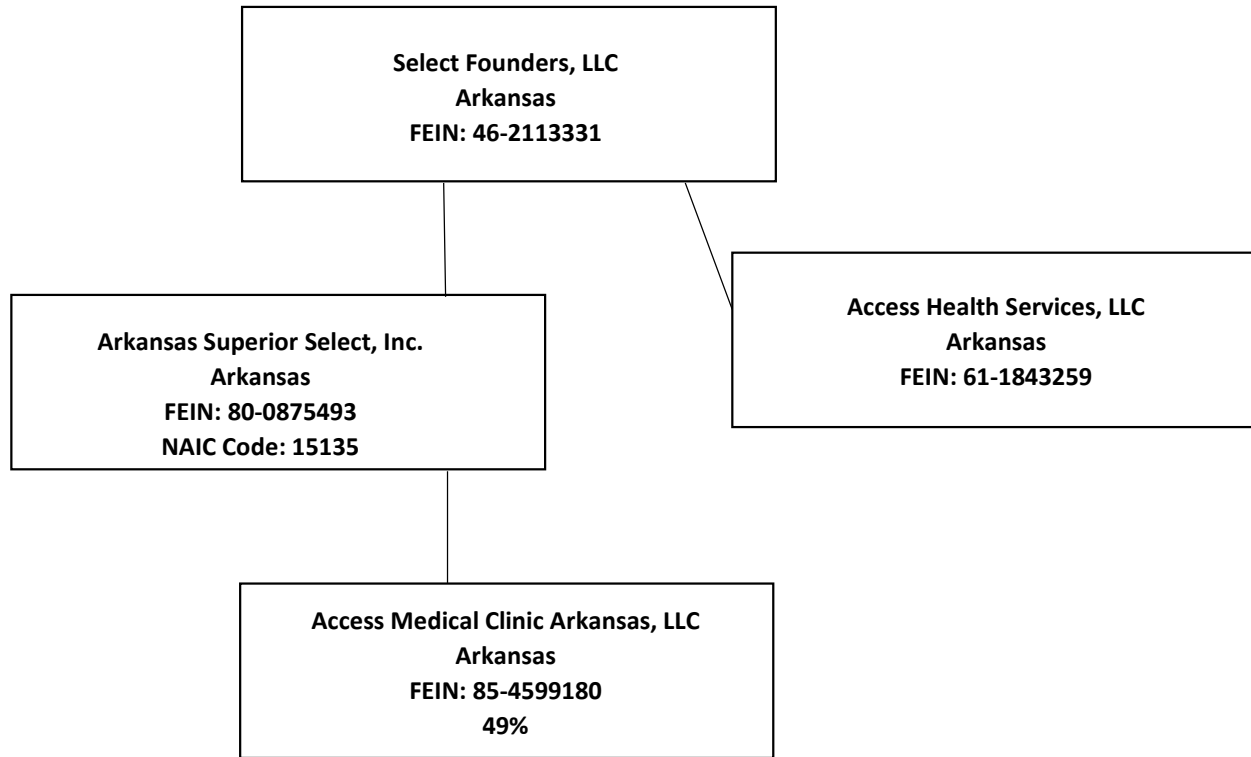 Select Founders, LLC
Arkansas
FEIN: 46-2113331
Arkansas Superior Select, Inc.
Arkansas
FEIN: 80-0875493
NAIC Code: 15135
Access Health Services, LLC
Arkansas
FEIN: 61-1843259
Access Medical Clinic Arkansas, LLC
Arkansas
FEIN: 85-4599180
49%